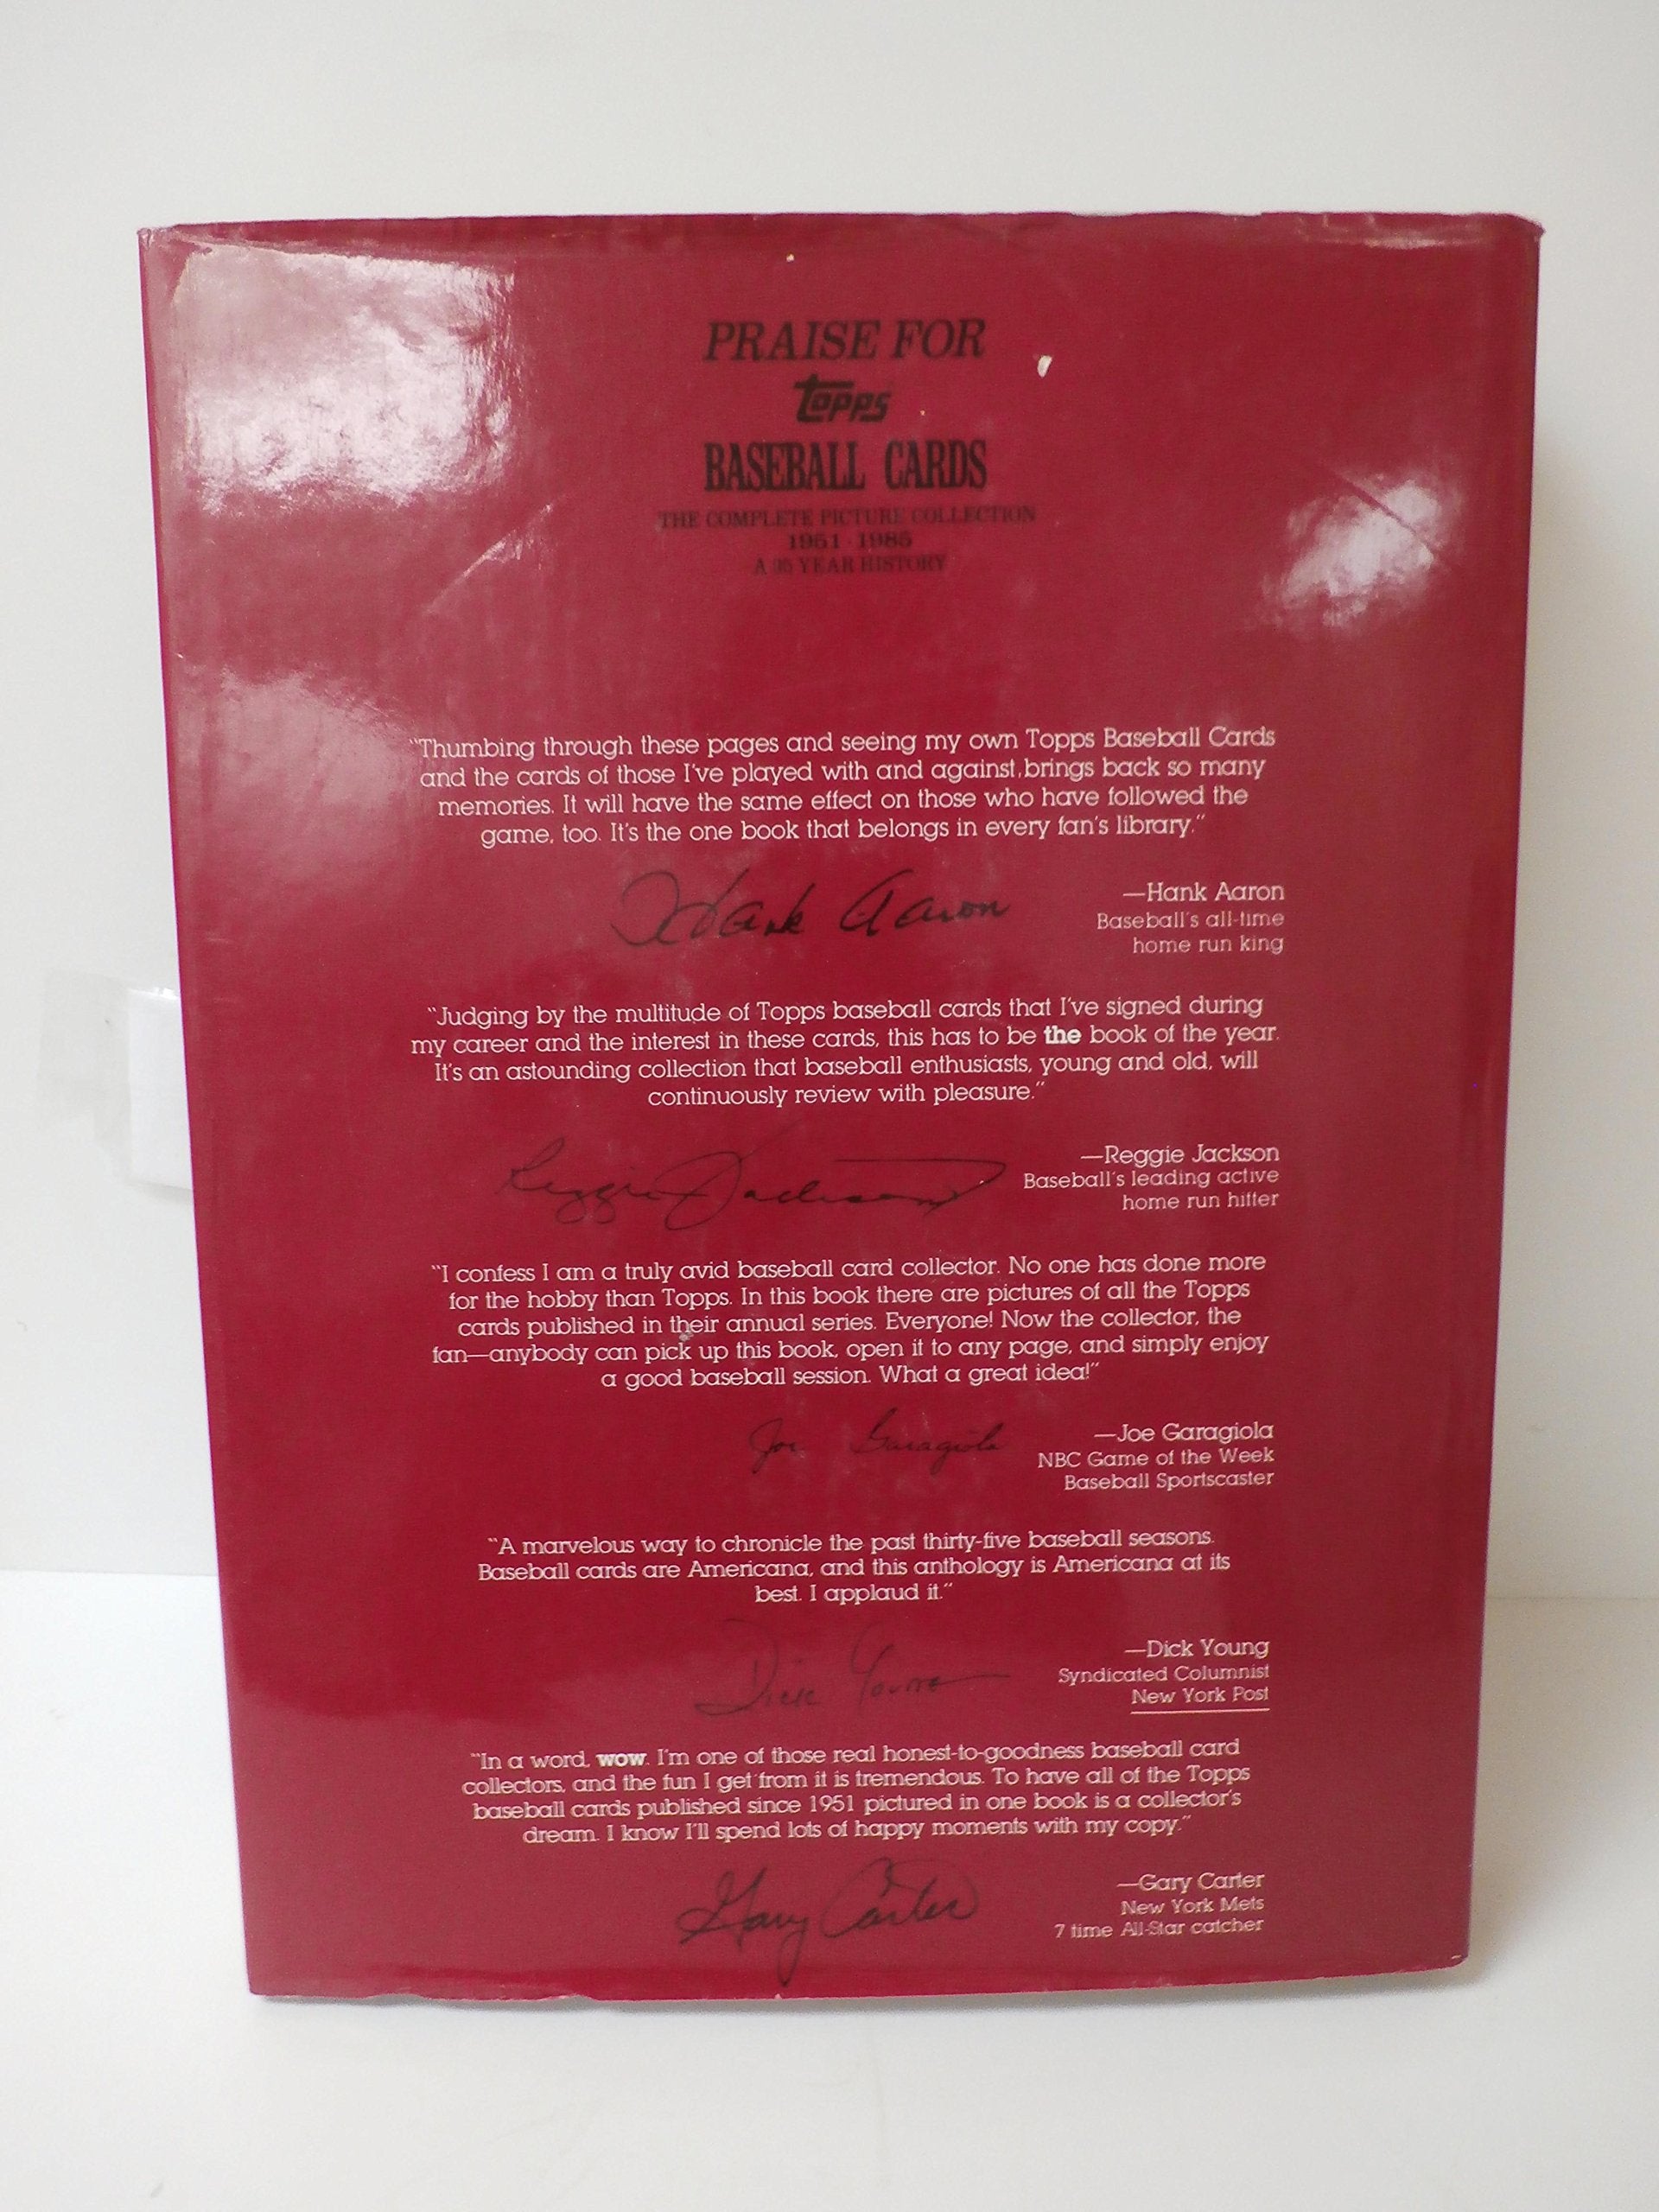 PRAISE FOR
Topps
BASEBALL CARDS
THE COMPLETE PICTURE COLLECTION
1951 - 1985
A 35 YEAR HISTORY
"Thumbing through these pages and seeing my own Topps Baseball Cards
and the cards of those I've played with and against, brings back so many
memories. It will have the same effect on those who have followed the
game, too. It's the one book that belongs in every fan's library."
Hank Aaron
—Hank Aaron
Baseball's all-time
home run king
"Judging by the multitude of Topps baseball cards that I've signed during
my career and the interest in these cards, this has to be the book of the year.
It's an astounding collection that baseball enthusiasts, young and old, will
continuously review with pleasure."
Reggie Jackson
—Reggie Jackson
Baseball's leading active
home run hitter
"I confess I am a truly avid baseball card collector. No one has done more
for the hobby than Topps. In this book there are pictures of all the Topps
cards published in their annual series. Everyone! Now the collector, the
fan—anybody can pick up this book, open it to any page, and simply enjoy
a good baseball session. What a great idea!"
Joe Garagiola
—Joe Garagiola
NBC Game of the Week
Baseball Sportscaster
"A marvelous way to chronicle the past thirty-five baseball seasons.
Baseball cards are Americana, and this anthology is Americana at its
best. I applaud it."
Dick Young
—Dick Young
Syndicated Columnist
New York Post
"In a word, wow. I'm one of those real honest-to-goodness baseball card
collectors, and the fun I get from it is tremendous. To have all of the Topps
baseball cards published since 1951 pictured in one book is a collector's
dream. I know I'll spend lots of happy moments with my copy."
Gary Carter
—Gary Carter
New York Mets
7 time All-Star catcher